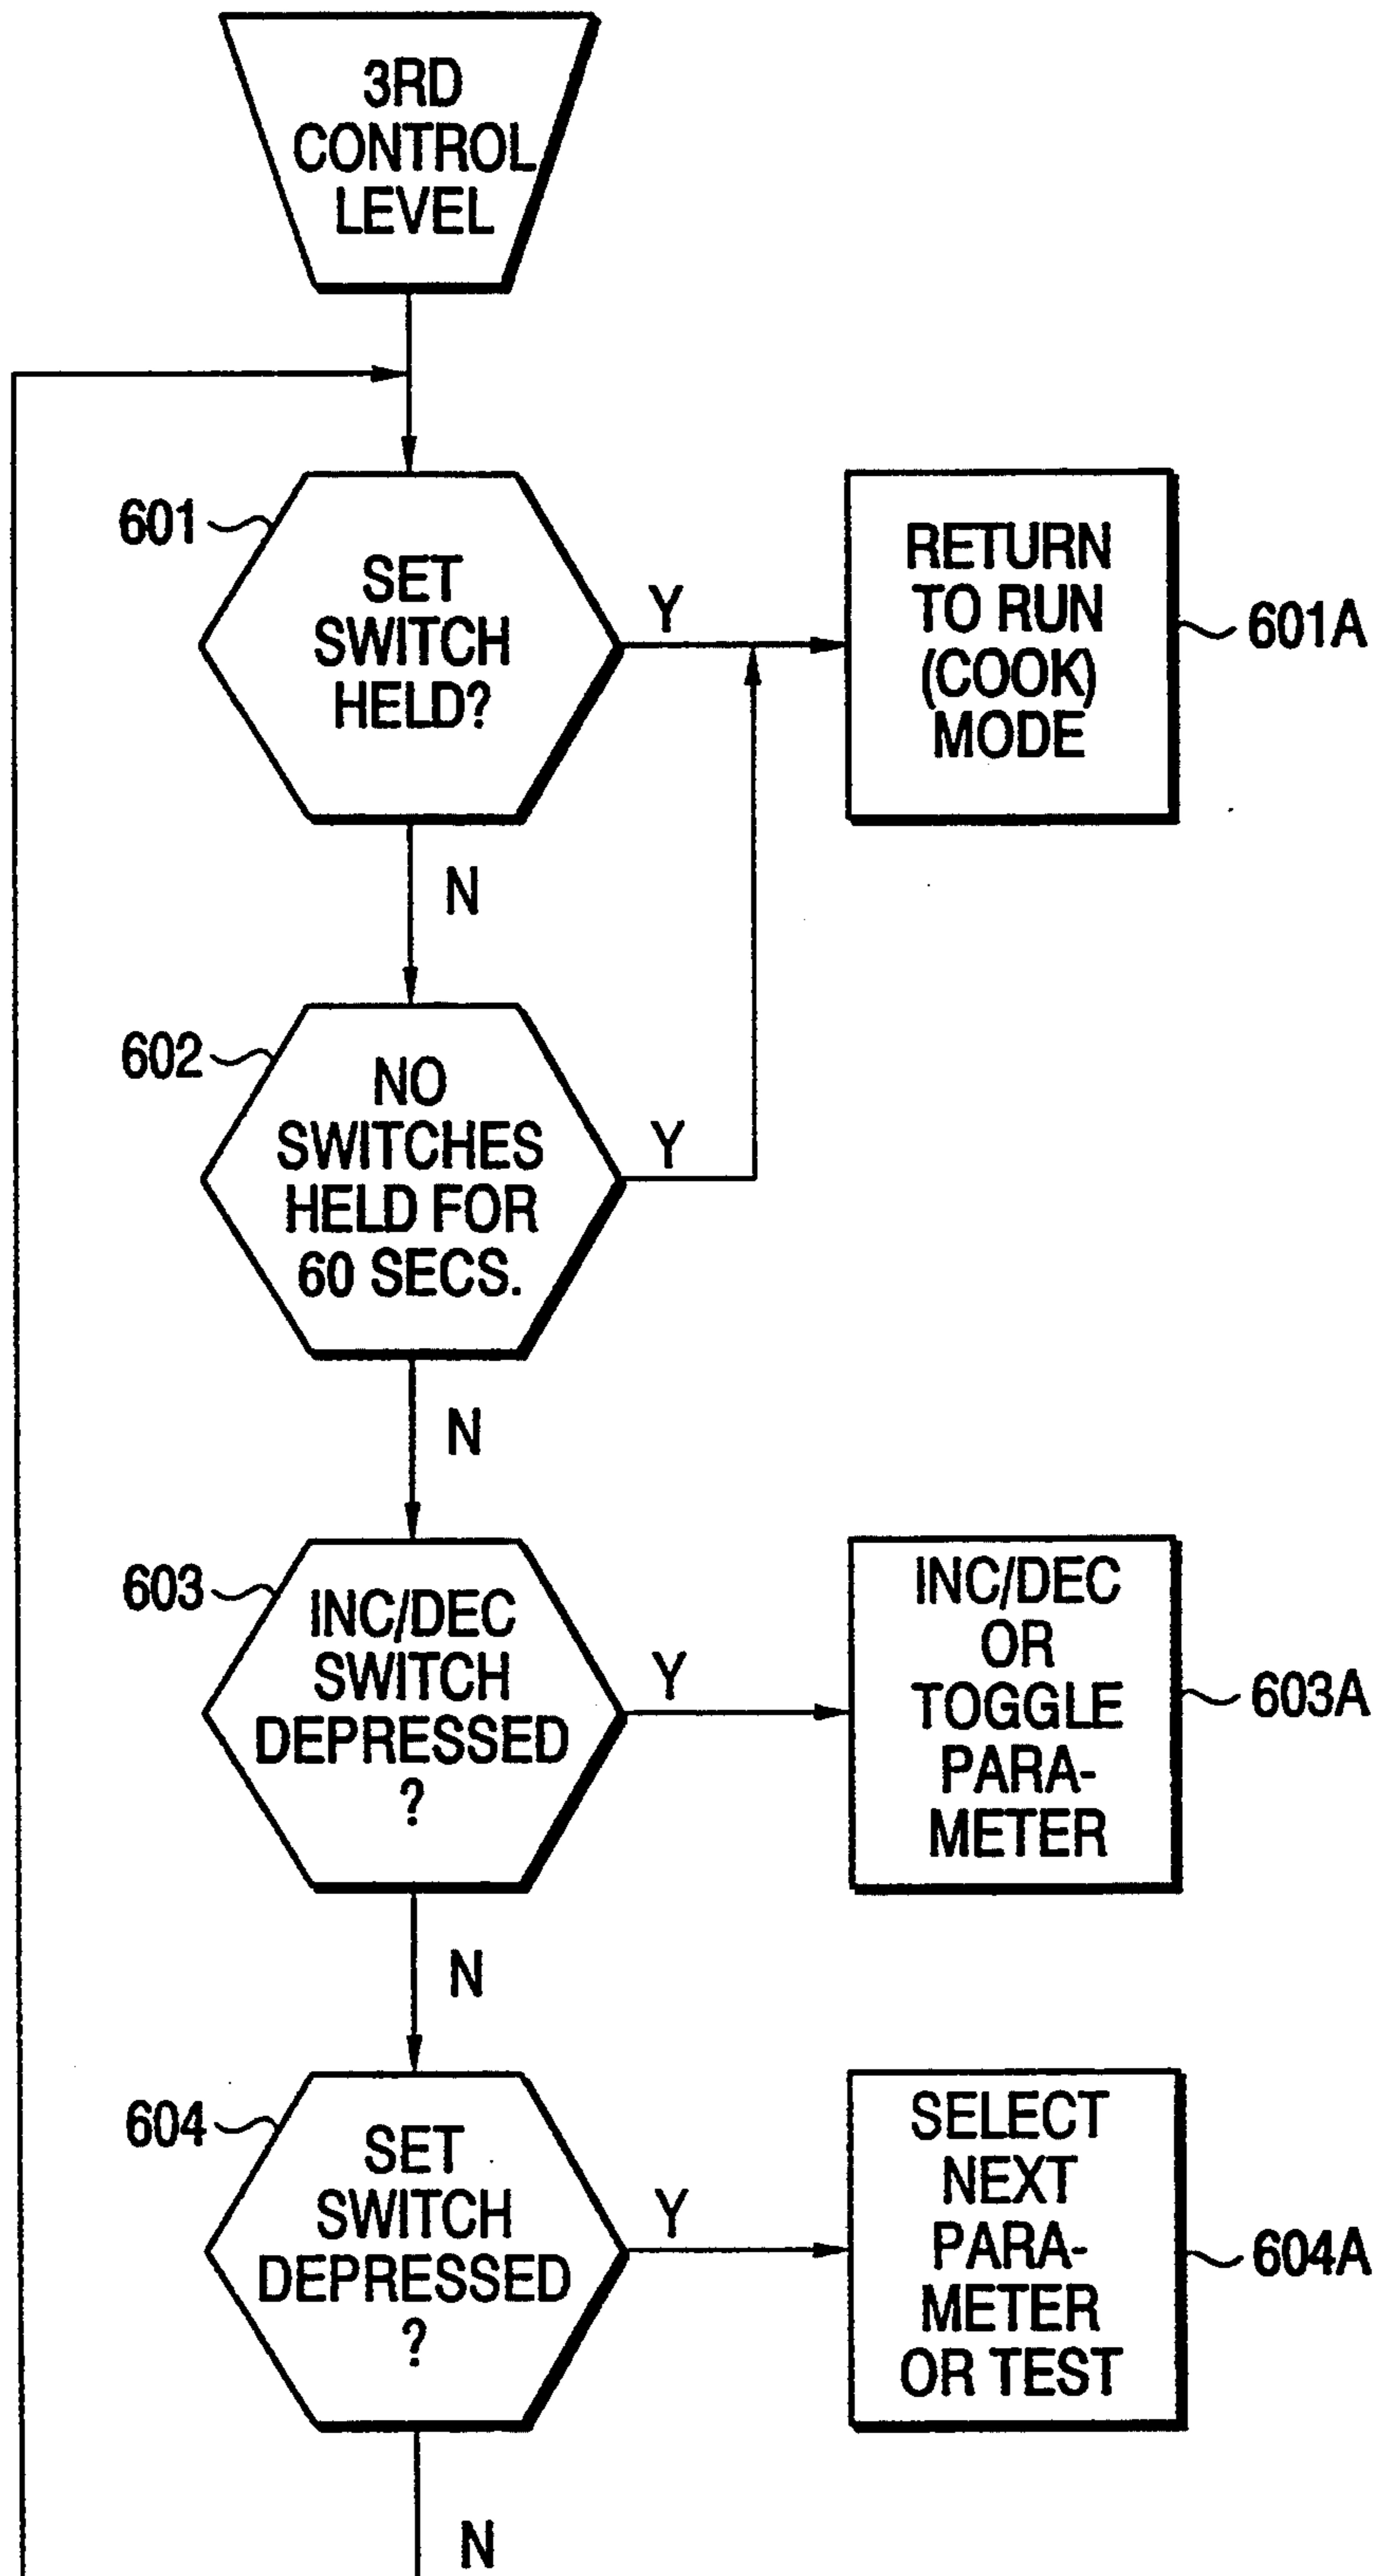 3RD
CONTROL
LEVEL
601
SET
SWITCH
HELD?
Y
RETURN
TO RUN
(COOK)
MODE
601A
N
602
NO
SWITCHES
HELD FOR
60 SECS.
Y
N
603
INC/DEC
SWITCH
DEPRESSED
?
Y
INC/DEC
OR
TOGGLE
PARA-
METER
603A
N
604
SET
SWITCH
DEPRESSED
?
Y
SELECT
NEXT
PARA-
METER
OR TEST
604A
N